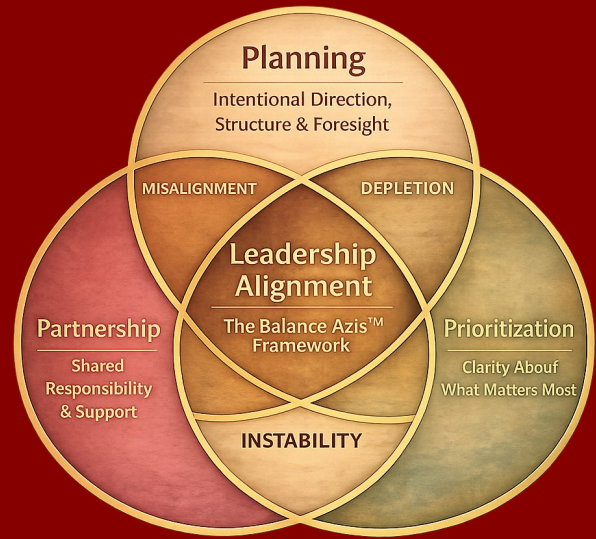 Planning
Intentional Direction,
Structure & Foresight
MISALIGNMENT
DEPLETION
Leadership
Alignment
The Balance Azis™
Framework
Partnership
Shared
Responsibility
& Support
Prioritization
Clarity Abouf
What Matters Most
INSTABILITY